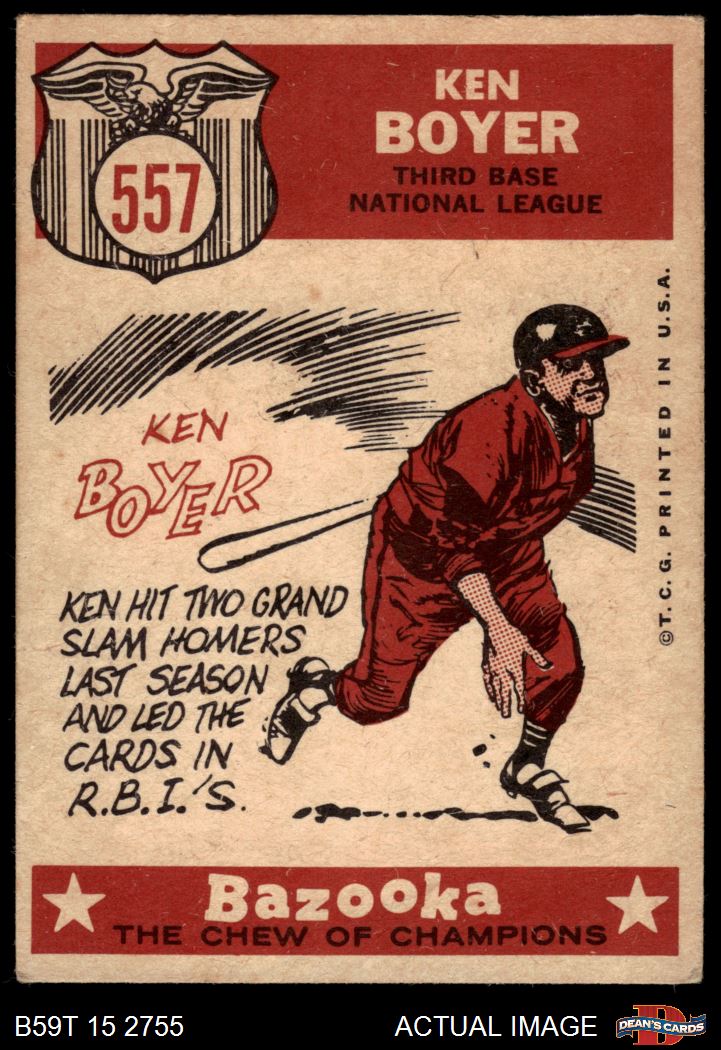 557
KEN
BOYER
THIRD BASE
NATIONAL LEAGUE
©T.C.G. PRINTED IN U.S.A.
KEN
BOYER
KEN HIT TWO GRAND
SLAM HOMERS
LAST SEASON
AND LED THE
CARDS IN
R.B.I.'S.
Bazooka
THE CHEW OF CHAMPIONS
B59T 15 2755
ACTUAL IMAGE
D
DEAN'S CARDS